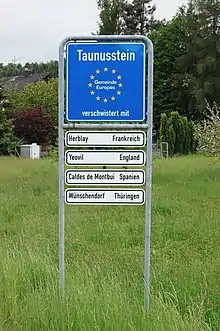 Taunusstein
Gemeinde
Europas
verschwistert mit
Herblay Frankreich
Yeovil England
Caldes de Montbui Spanien
Wünschendorf Thüringen